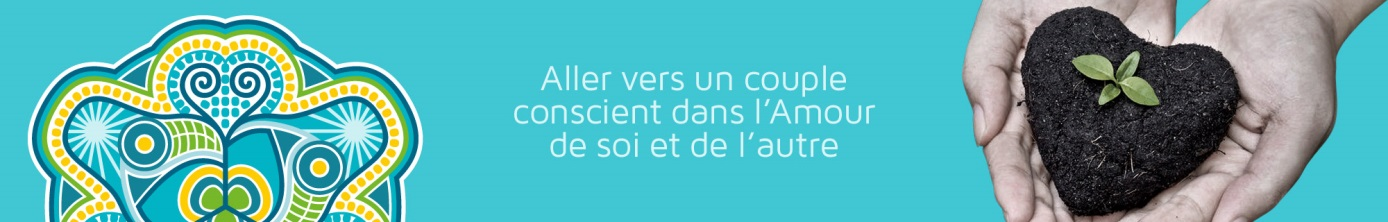 Aller vers un couple
conscient dans l’Amour
de soi et de l’autre